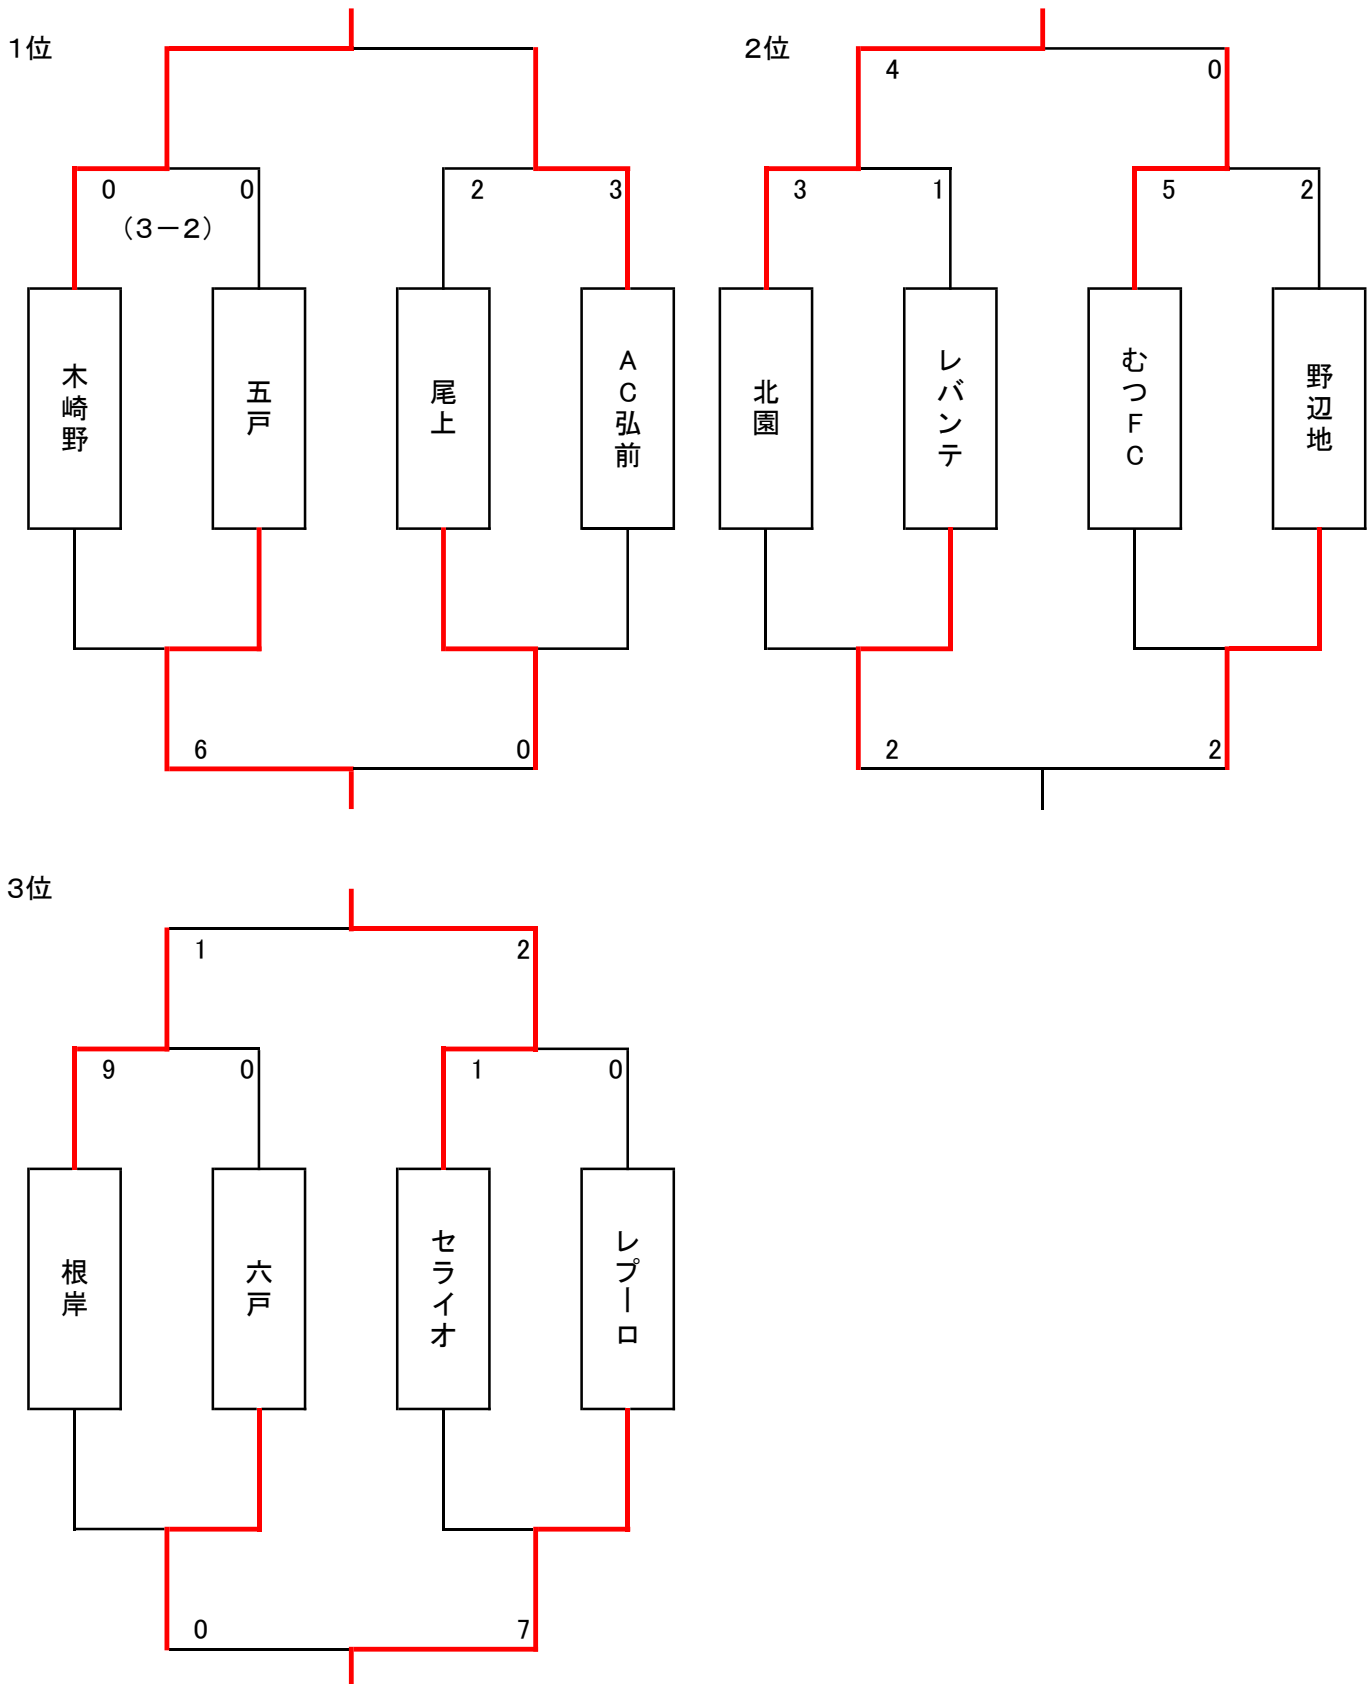 1位
0 0
（3－2）
2 3
木崎野
五戸
尾上
AC弘前
6 0
2位
4 0
3 1
5 2
北園
レバンテ
むつFC
野辺地
2 2
3位
1 2
9 0
1 0
根岸
六戸
セライオ
レプーロ
0 7